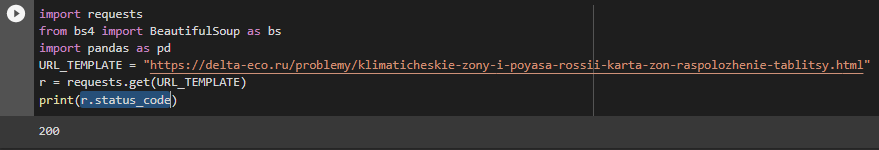 import requests
from bs4 import BeautifulSoup as bs
import pandas as pd
URL_TEMPLATE = "https://delta-eco.ru/problemy/klimaticheskie-zony-i-poyasa-rossii-karta-zon-raspolozhenie-tablitsy.html"
r = requests.get(URL_TEMPLATE)
print(r.status_code)
200